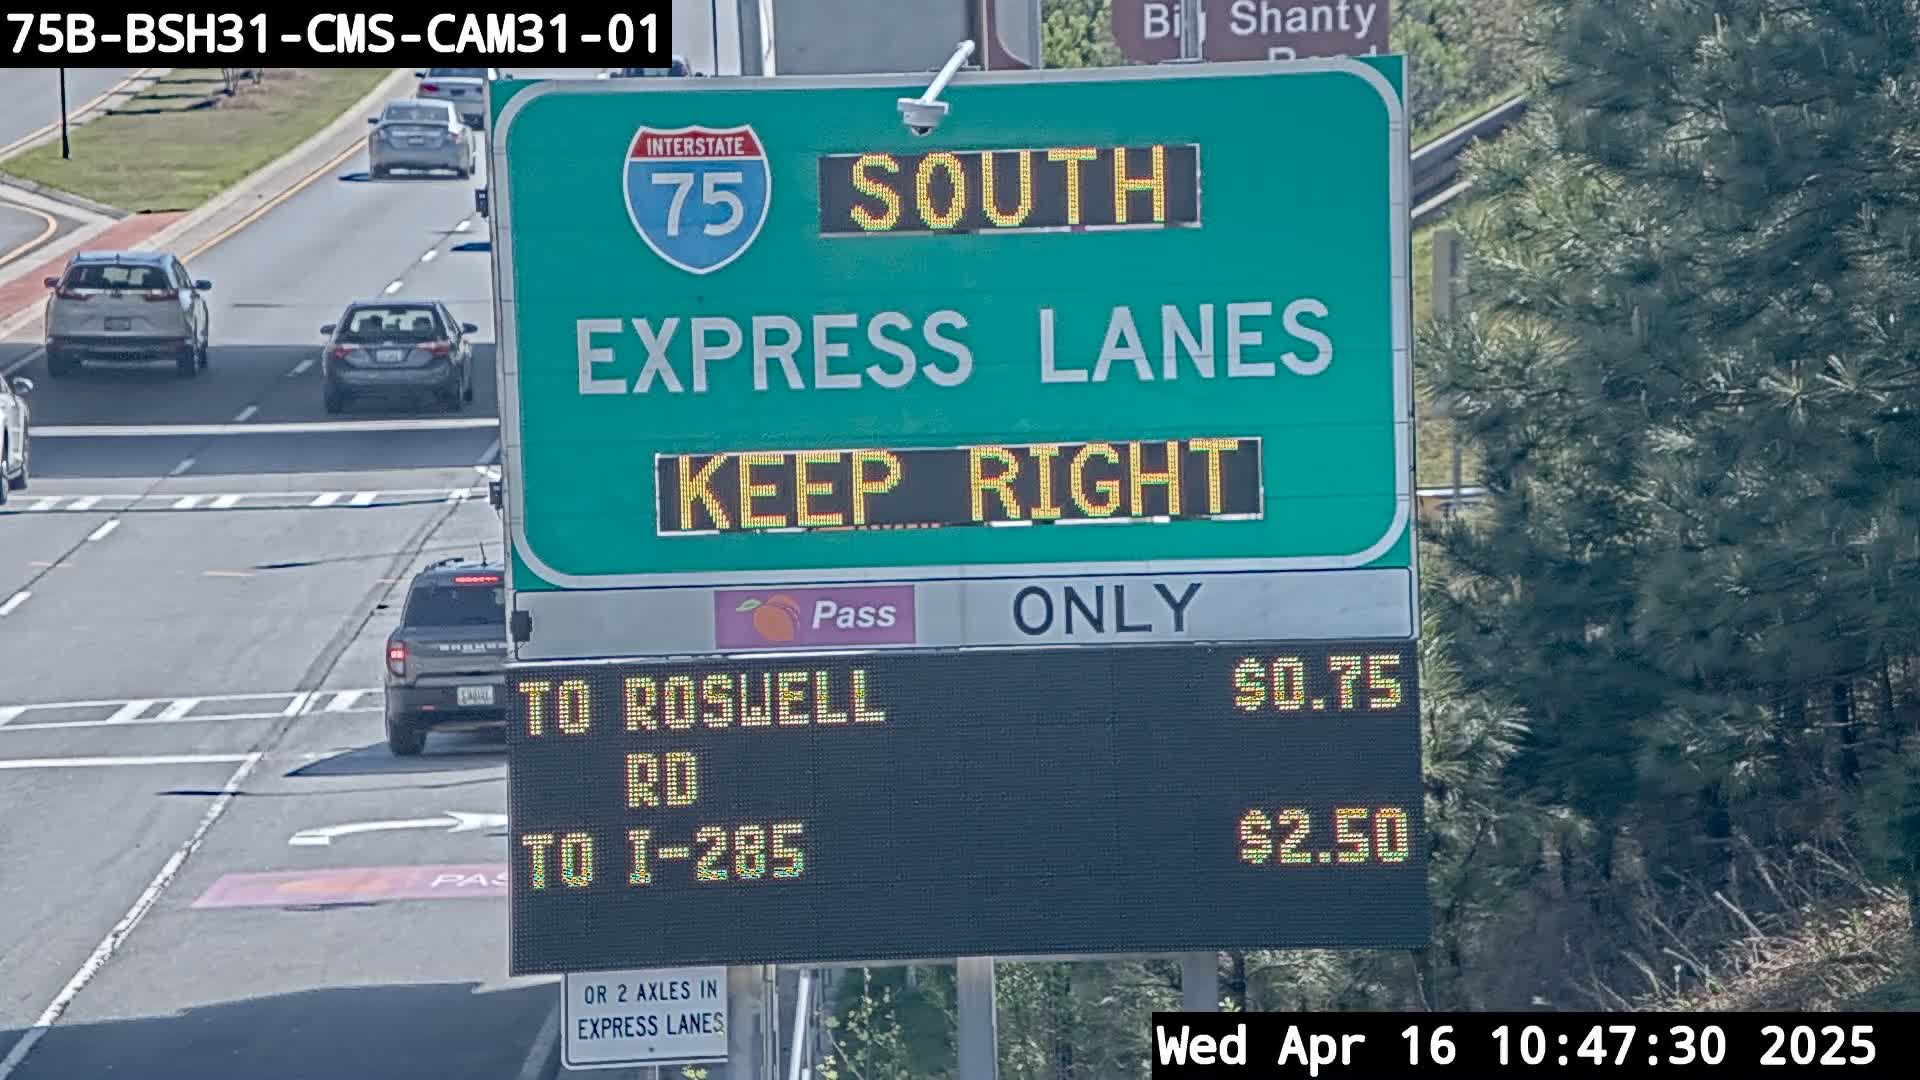 75B-BSH31-CMS-CAM31-01
Big Shanty
Road
INTERSTATE
75
SOUTH
EXPRESS LANES
KEEP RIGHT
Pass
ONLY
TO ROSWELL $0.75
RD
TO I-285 $2.50
PAS
OR 2 AXLES IN
EXPRESS LANES
Wed Apr 16 10:47:30 2025